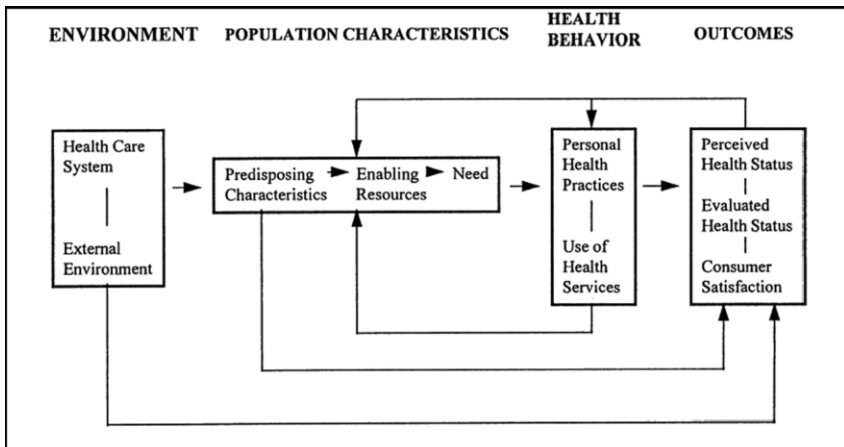 ENVIRONMENT
POPULATION CHARACTERISTICS
HEALTH
BEHAVIOR
OUTCOMES
Health Care
System
External
Environment
Predisposing
Characteristics
Enabling
Resources
Need
Personal
Health
Practices
Use of
Health
Services
Perceived
Health Status
Evaluated
Health Status
Consumer
Satisfaction